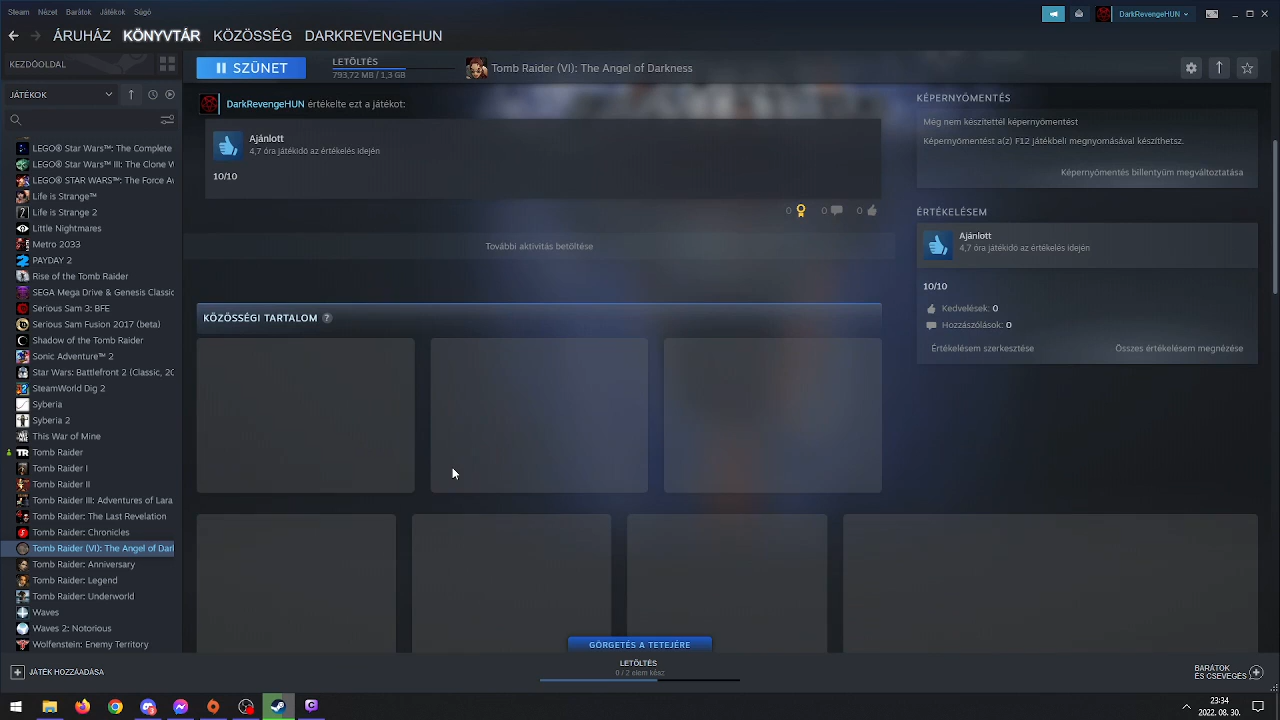 Steam Nézet Barátok Játékok Súgó
DarkRevengeHUN
ÁRUHÁZ KÖNYVTÁR KÖZÖSSÉG DARKREVENGEHUN
KEZDŐOLDAL
JÁTÉKOK
LEGO® Star Wars™: The Complete
LEGO® Star Wars™ III: The Clone W
LEGO® STAR WARS™: The Force Aw
Life is Strange™
Life is Strange 2
Little Nightmares
Metro 2033
PAYDAY 2
Rise of the Tomb Raider
SEGA Mega Drive & Genesis Classic
Serious Sam 3: BFE
Serious Sam Fusion 2017 (beta)
Shadow of the Tomb Raider
Sonic Adventure™ 2
Star Wars: Battlefront 2 (Classic, 20
SteamWorld Dig 2
Syberia
Syberia 2
This War of Mine
Tomb Raider
Tomb Raider I
Tomb Raider II
Tomb Raider III: Adventures of Lara
Tomb Raider: The Last Revelation
Tomb Raider: Chronicles
Tomb Raider (VI): The Angel of Dark
Tomb Raider: Anniversary
Tomb Raider: Legend
Tomb Raider: Underworld
Waves
Waves 2: Notorious
Wolfenstein: Enemy Territory
JÁTÉK HOZZÁADÁSA
SZÜNET
LETÖLTÉS
793,72 MB / 1,3 GB
Tomb Raider (VI): The Angel of Darkness
DarkRevengeHUN értékelte ezt a játékot:
Ajánlott
4,7 óra játékidő az értékelés idején
10/10
0 0 0
További aktivitás betöltése
KÖZÖSSÉGI TARTALOM ?
GÖRGETÉS A TETEJÉRE
KÉPERNYŐMENTÉS
Még nem készítettél képernyőmentést
Képernyőmentést a(z) F12 játékbeli megnyomásával készíthetsz.
Képernyőmentés billentyűm megváltoztatása
ÉRTÉKELÉSEM
Ajánlott
4,7 óra játékidő az értékelés idején
10/10
Kedvelések: 0
Hozzászólások: 0
Értékelésem szerkesztése Összes értékelésem megnézése
LETÖLTÉS
0 / 2 elem kész
BARÁTOK
ÉS CSEVEGÉS
23:34
2022. 08. 30.